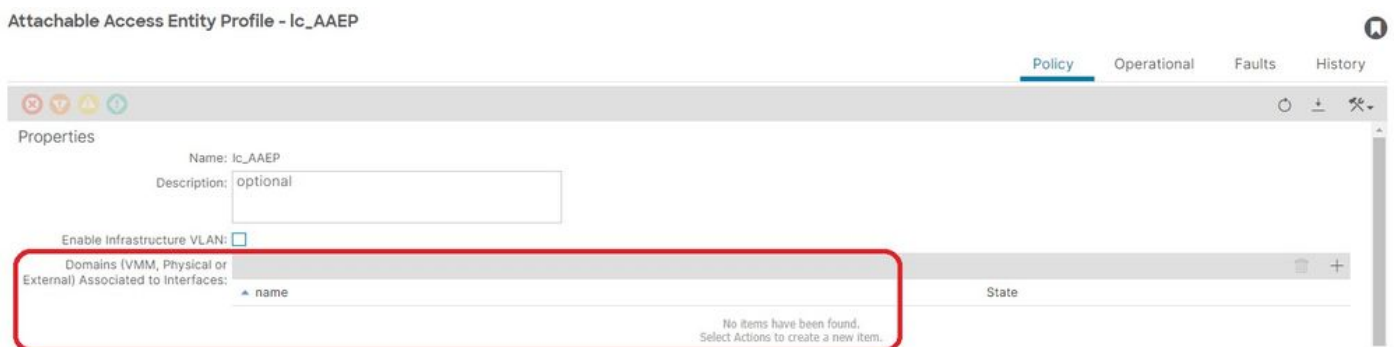 Attachable Access Entity Profile - lc_AAEP
Policy Operational Faults History
Properties
Name: lc_AAEP
Description: optional
Enable Infrastructure VLAN:
Domains (VMM, Physical or
External) Associated to Interfaces:
name State
No items have been found.
Select Actions to create a new item.